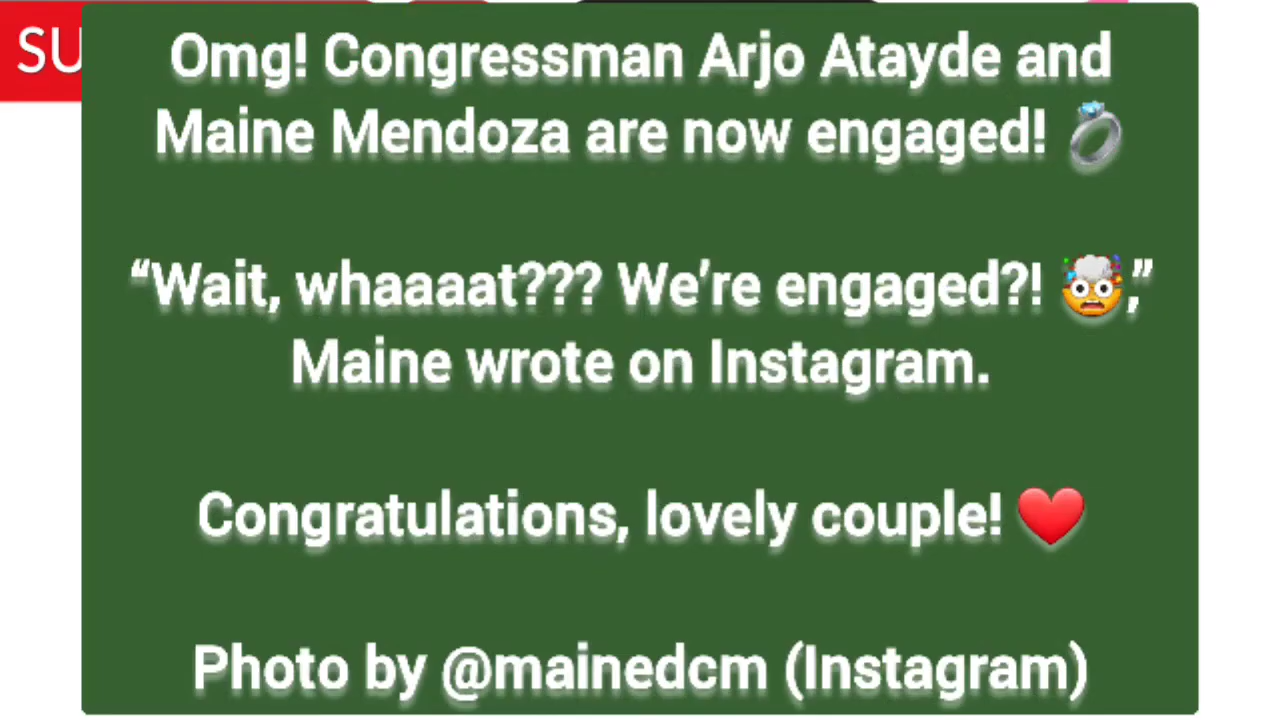 SU
Omg! Congressman Arjo Atayde and
Maine Mendoza are now engaged! 💍
“Wait, whaaaat??? We’re engaged?! 🤯,”
Maine wrote on Instagram.
Congratulations, lovely couple! ❤️
Photo by @mainedcm (Instagram)